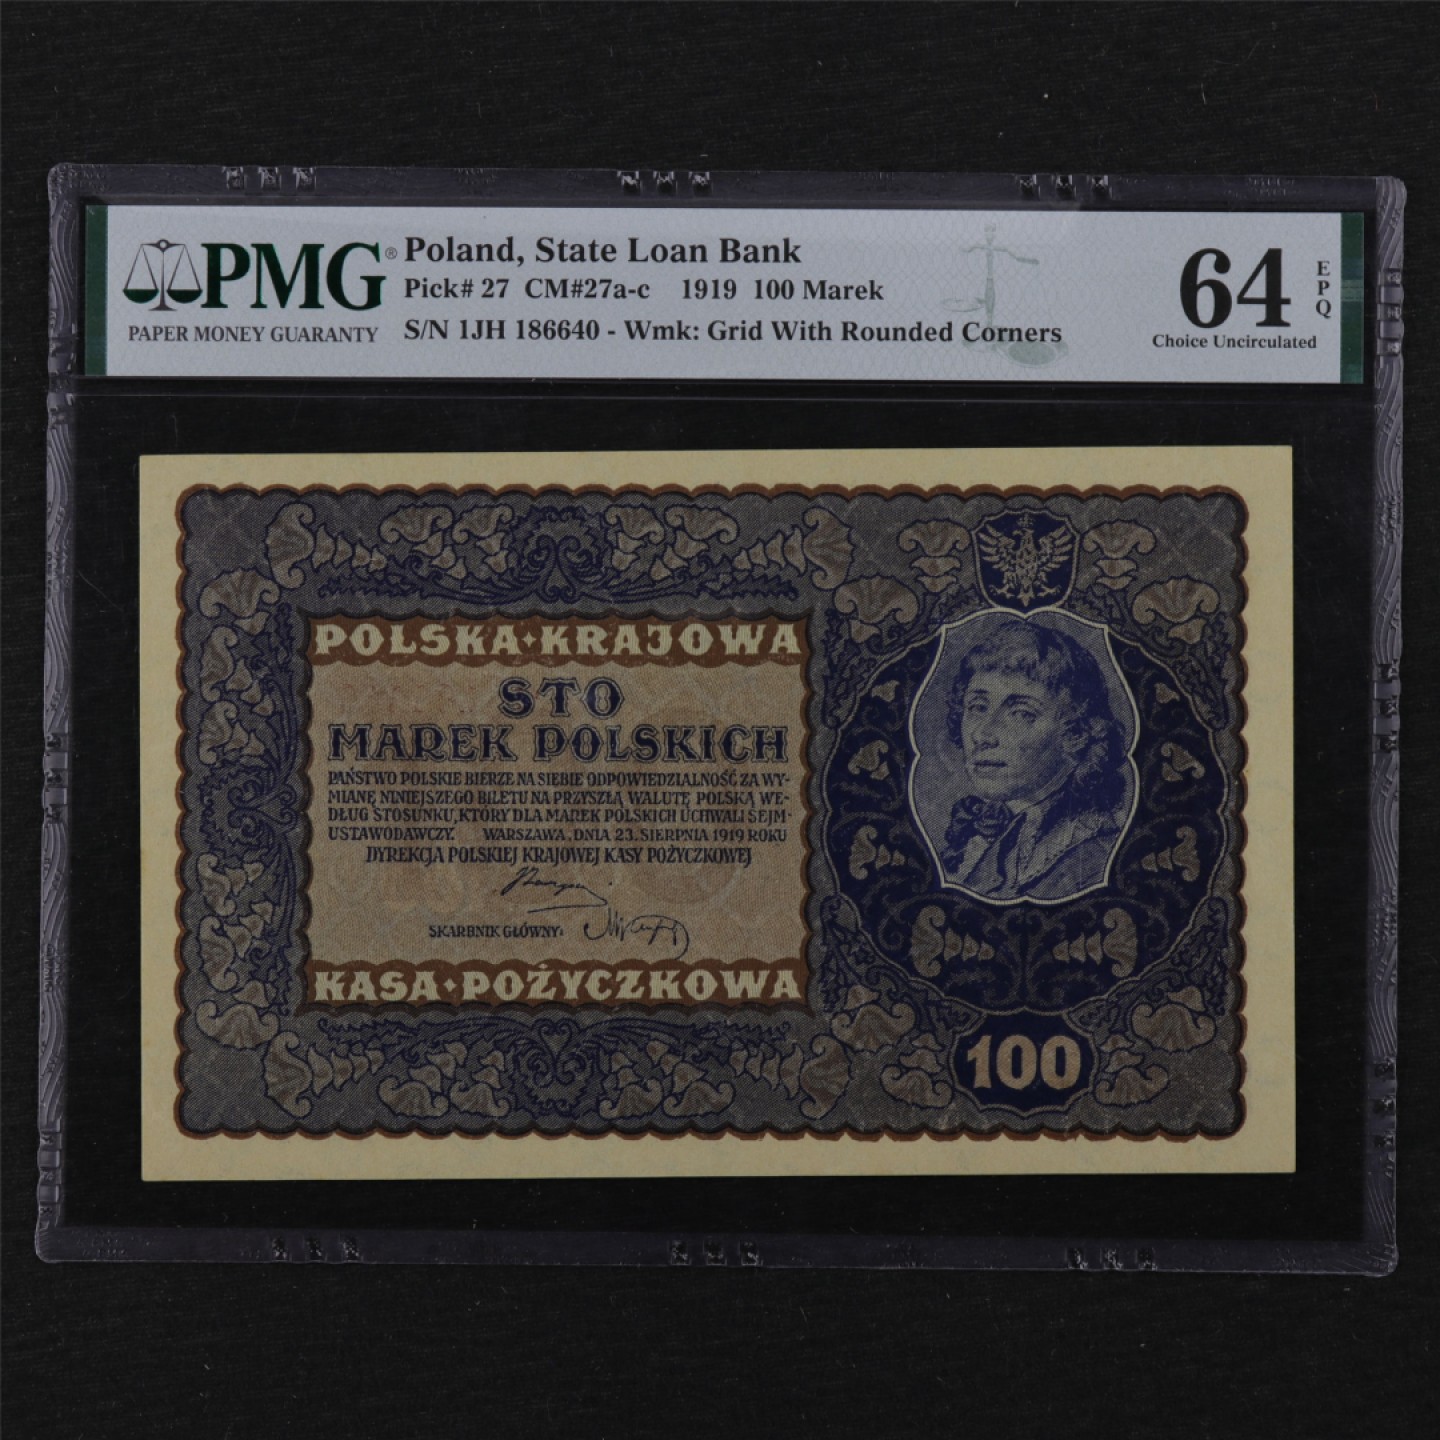 PMG®
PAPER MONEY GUARANTY
Poland, State Loan Bank
Pick# 27 CM#27a-c 1919 100 Marek
S/N 1JH 186640 - Wmk: Grid With Rounded Corners
64
EPQ
Choice Uncirculated
POLSKA·KRAJOWA
STO
MAREK POLSKICH
PAŃSTWO POLSKIE BIERZE NA SIEBIE ODPOWIEDZIALNOŚĆ ZA WY-
MIANĘ NINIEJSZEGO BILETU NA PRZYSZŁĄ WALUTĘ POLSKĄ WE-
DŁUG STOSUNKU, KTÓRY DLA MAREK POLSKICH UCHWALI SEJM-
USTAWODAWCZY. WARSZAWA, DNIA 23. SIERPNIA 1919 ROKU
DYREKCJA POLSKIEJ KRAJOWEJ KASY POŻYCZKOWEJ
SKARBNIK GŁÓWNY:
KASA·POŻYCZKOWA
100